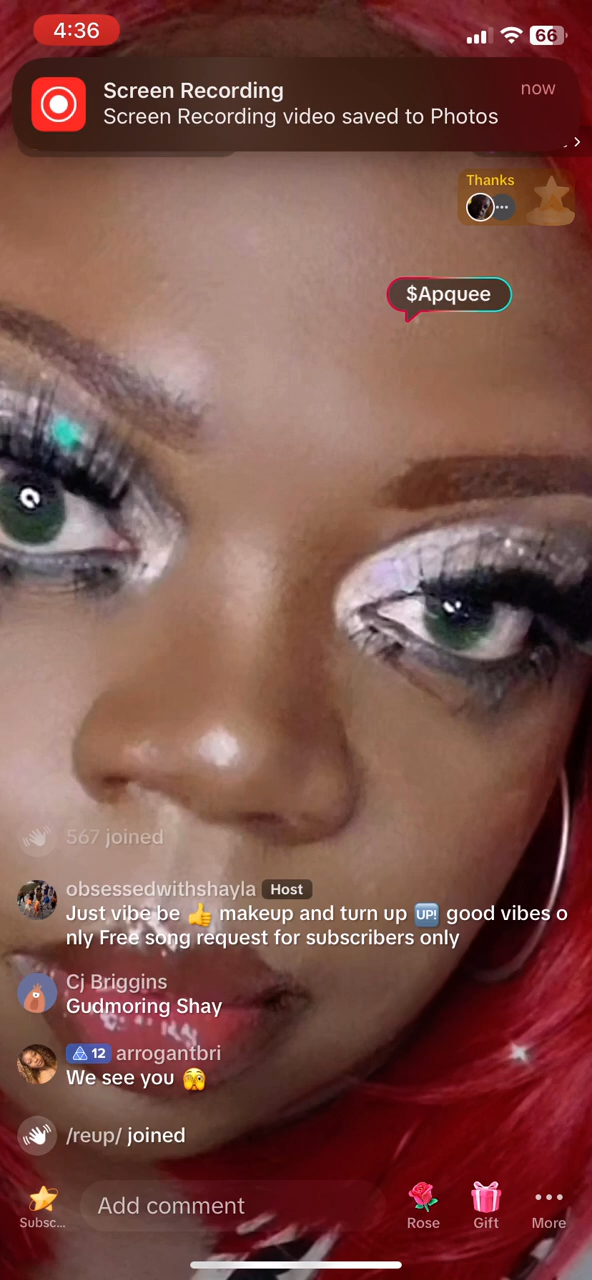 4:36
66
Screen Recording
now
Screen Recording video saved to Photos
Thanks
$Apquee
567 joined
obsessedwithshayla Host
Just vibe be 👍 makeup and turn up 🆙 good vibes o
nly Free song request for subscribers only
Cj Briggins
Gudmoring Shay
12 arrogantbri
We see you 🫣
/reup/ joined
Subsc...
Add comment
Rose
Gift
More